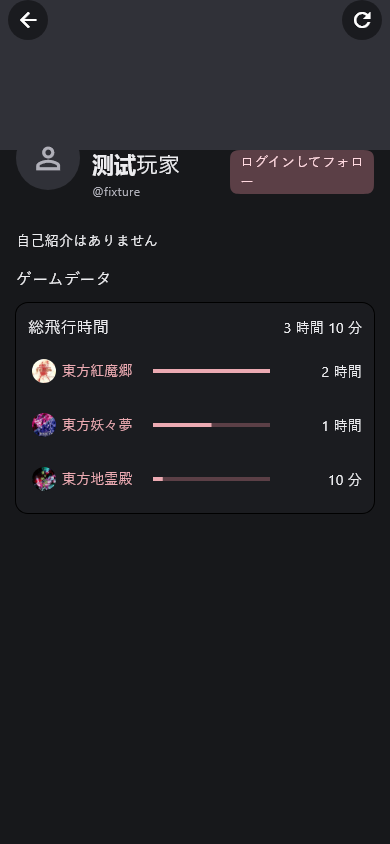 测试玩家
@fixture
ログインしてフォロ
ー
自己紹介はありません
ゲームデータ
総飛行時間
3 時間 10 分
東方紅魔郷
2 時間
東方妖々夢
1 時間
東方地霊殿
10 分